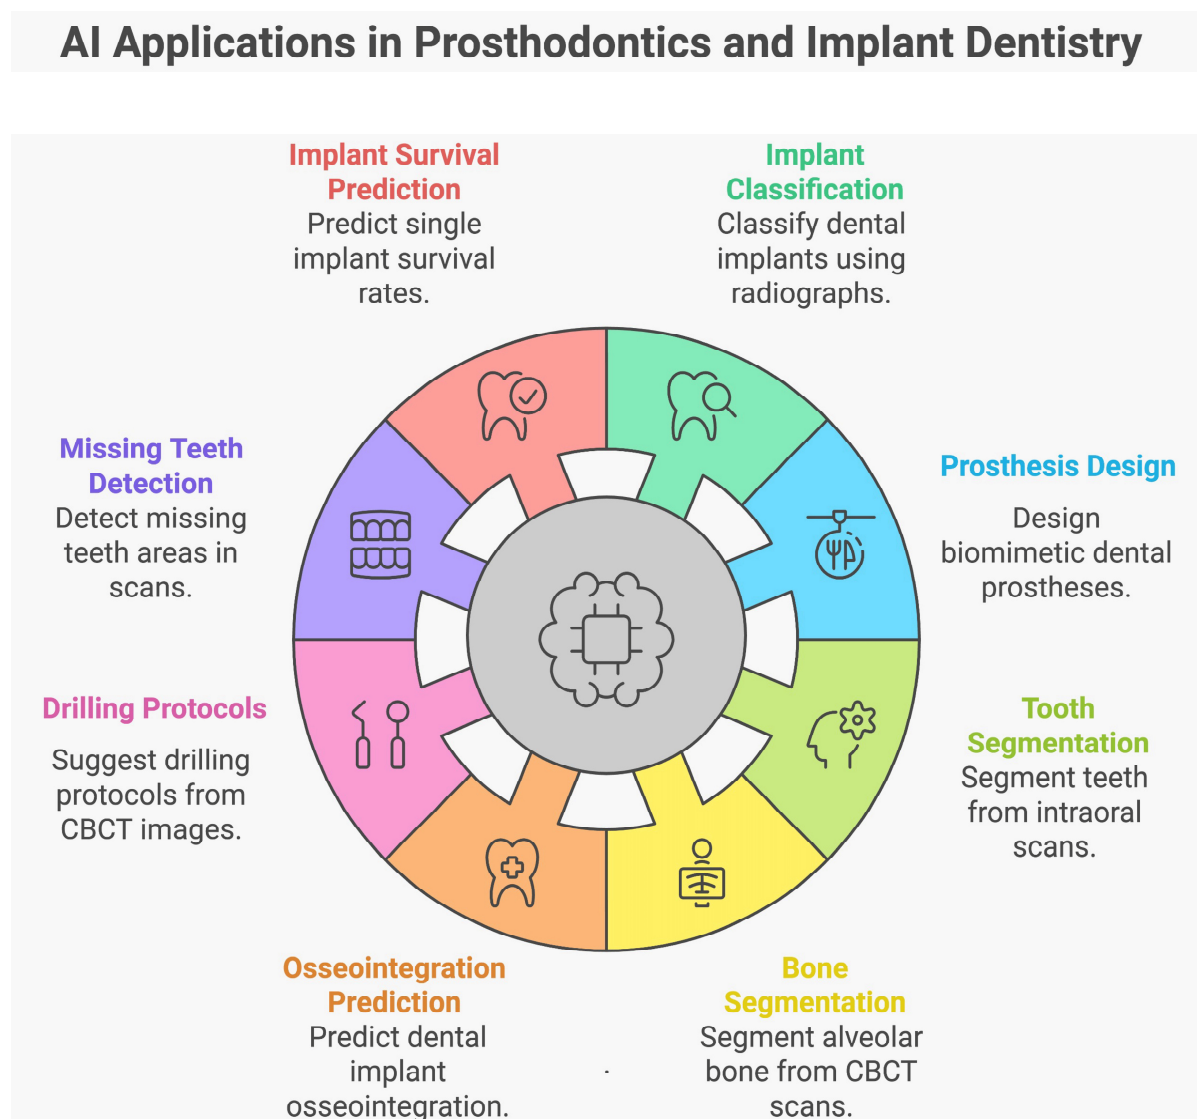 AI Applications in Prosthodontics and Implant Dentistry
Implant Survival
Prediction
Predict single
implant survival
rates.
Implant
Classification
Classify dental
implants using
radiographs.
Missing Teeth
Detection
Detect missing
teeth areas in
scans.
Prosthesis Design
Design
biomimetic dental
prostheses.
Drilling Protocols
Suggest drilling
protocols from
CBCT images.
Tooth
Segmentation
Segment teeth
from intraoral
scans.
Osseointegration
Prediction
Predict dental
implant
osseointegration.
Bone
Segmentation
Segment alveolar
bone from CBCT
scans.